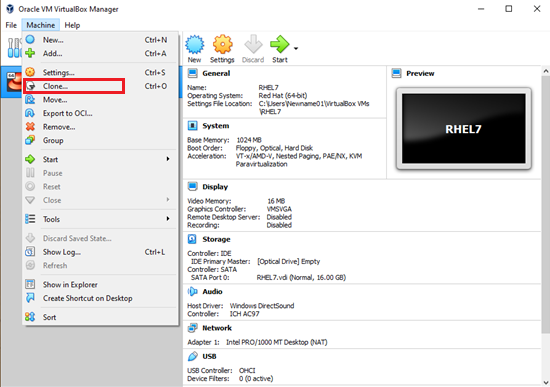 Oracle VM VirtualBox Manager
File Machine Help
New... Ctrl+N
Add... Ctrl+A
Settings... Ctrl+S
Clone... Ctrl+O
Move...
Export to OCI...
Remove...
Group
Start
Pause
Reset
Close
Tools
Discard Saved State...
Show Log... Ctrl+L
Refresh
Show in Explorer
Create Shortcut on Desktop
Sort
64
New Settings Discard Start
General
Name: RHEL7
Operating System: Red Hat (64-bit)
Settings File Location: C:\Users\Newname01\VirtualBox VMs
\RHEL7
System
Base Memory: 1024 MB
Boot Order: Floppy, Optical, Hard Disk
Acceleration: VT-x/AMD-V, Nested Paging, PAE/NX, KVM
Paravirtualization
Display
Video Memory: 16 MB
Graphics Controller: VMSVGA
Remote Desktop Server: Disabled
Recording: Disabled
Storage
Controller: IDE
IDE Primary Master: [Optical Drive] Empty
Controller: SATA
SATA Port 0: RHEL7.vdi (Normal, 16.00 GB)
Audio
Host Driver: Windows DirectSound
Controller: ICH AC97
Network
Adapter 1: Intel PRO/1000 MT Desktop (NAT)
USB
USB Controller: OHCI
Device Filters: 0 (0 active)
Preview
RHEL7